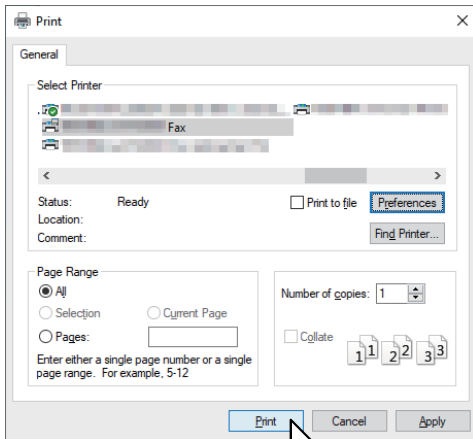 Print
General
Select Printer
Fax
Status: Ready
Print to file
Preferences
Location:
Comment:
Find Printer...
Page Range
All
Selection
Current Page
Pages:
Enter either a single page number or a single
page range. For example, 5-12
Number of copies: 1
Collate
1 1 2 2 3 3
Print
Cancel
Apply